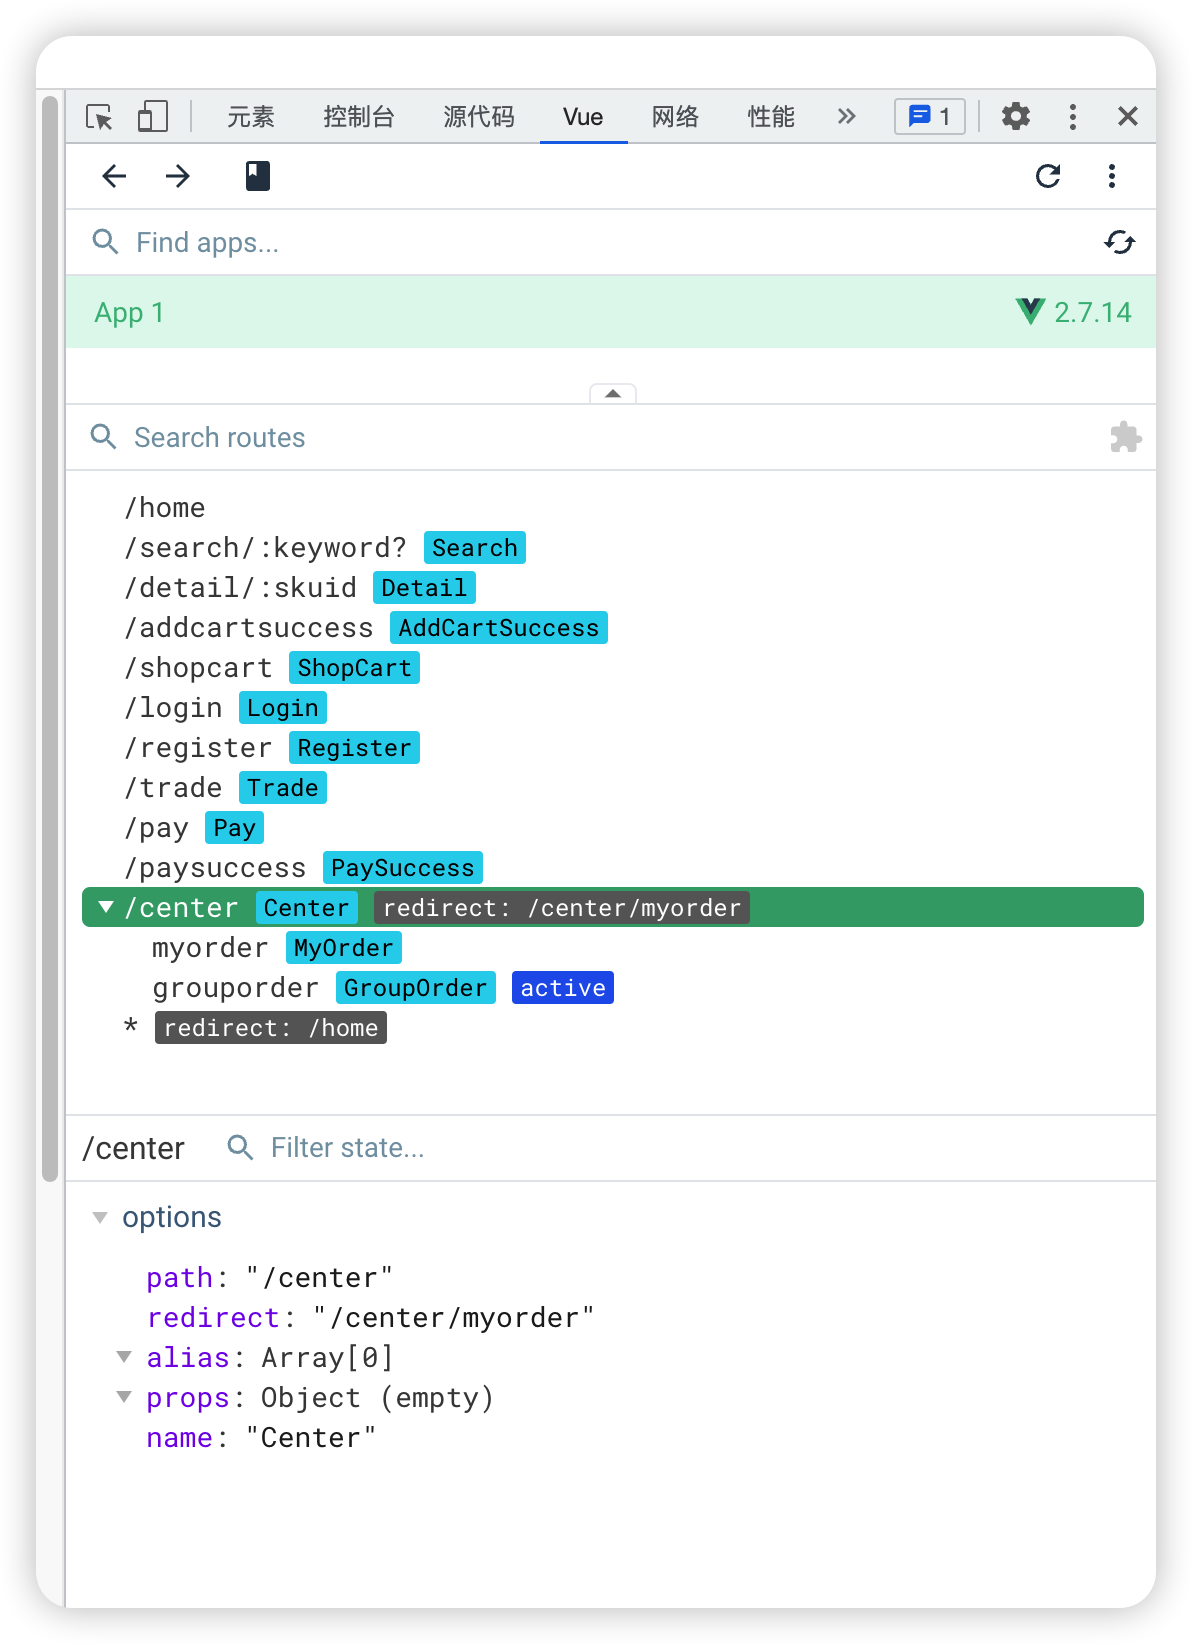 元素 控制台 源代码 Vue 网络 性能 1
Find apps...
App 1 2.7.14
Search routes
/home
/search/:keyword? Search
/detail/:skuid Detail
/addcartsuccess AddCartSuccess
/shopcart ShopCart
/login Login
/register Register
/trade Trade
/pay Pay
/paysuccess PaySuccess
/center Center redirect: /center/myorder
myorder MyOrder
grouporder GroupOrder active
* redirect: /home
/center Filter state...
options
path: "/center"
redirect: "/center/myorder"
alias: Array[0]
props: Object (empty)
name: "Center"